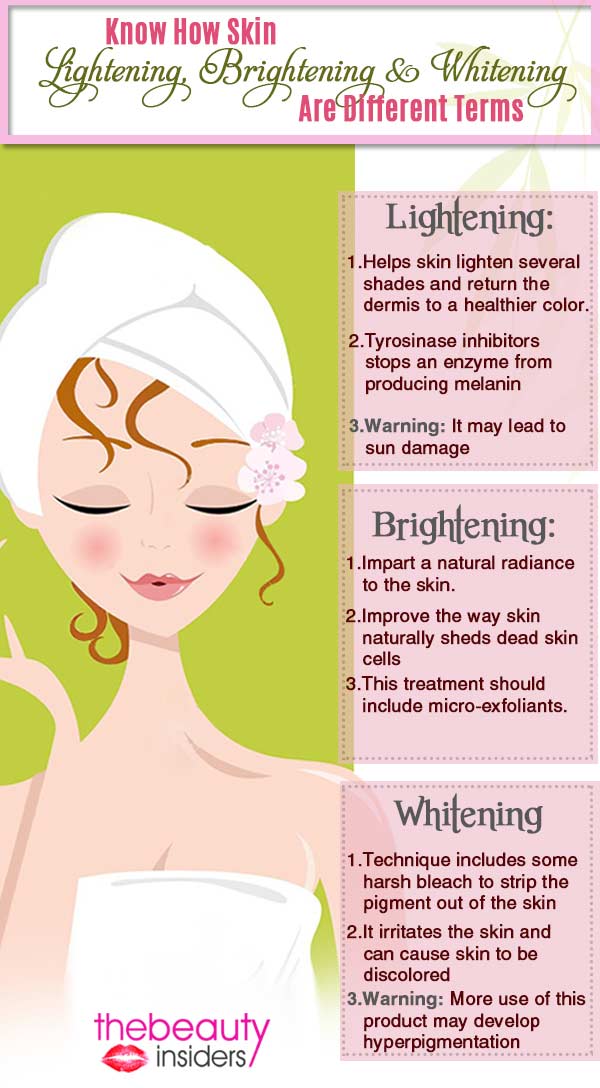 Know How Skin
Lightening, Brightening & Whitening
Are Different Terms
Lightening:
1.Helps skin lighten several
shades and return the
dermis to a healthier color.
2.Tyrosinase inhibitors
stops an enzyme from
producing melanin
3.Warning: It may lead to
sun damage
Brightening:
1.Impart a natural radiance
to the skin.
2.Improve the way skin
naturally sheds dead skin
cells
3.This treatment should
include micro-exfoliants.
Whitening
1.Technique includes some
harsh bleach to strip the
pigment out of the skin
2.It irritates the skin and
can cause skin to be
discolored
3.Warning: More use of this
product may develop
hyperpigmentation
thebeauty
insiders